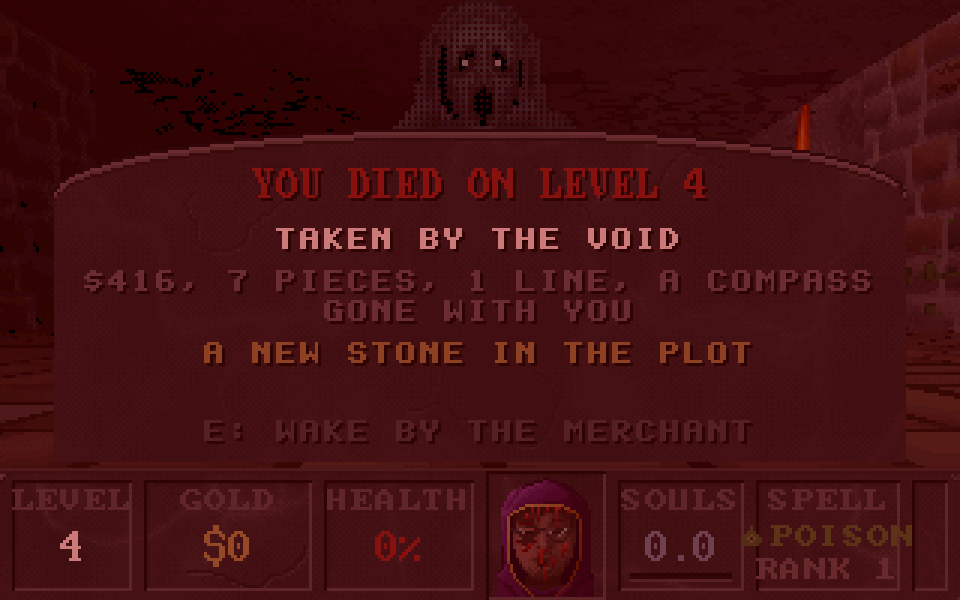 YOU DIED ON LEVEL 4
TAKEN BY THE VOID
$416, 7 PIECES, 1 LINE, A COMPASS
GONE WITH YOU
A NEW STONE IN THE PLOT
E: WAKE BY THE MERCHANT
LEVEL GOLD HEALTH SOULS SPELL
4 $0 0% 0.0 POISON
RANK 1